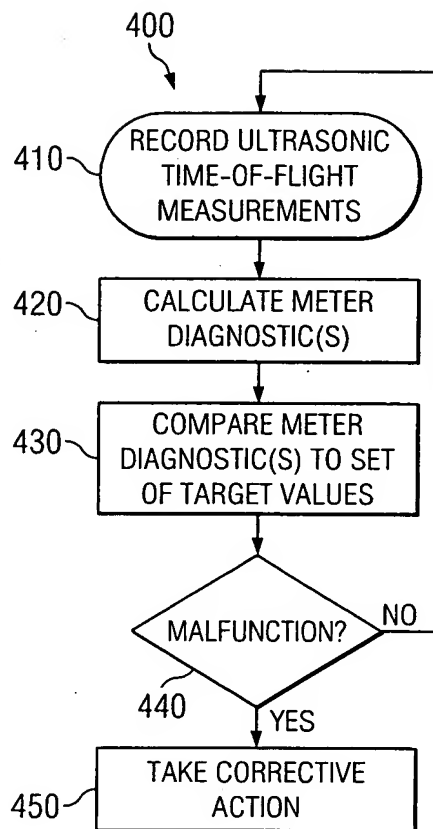 400
410
RECORD ULTRASONIC
TIME-OF-FLIGHT
MEASUREMENTS
420
CALCULATE METER
DIAGNOSTIC(S)
430
COMPARE METER
DIAGNOSTIC(S) TO SET
OF TARGET VALUES
MALFUNCTION?
NO
440
YES
450
TAKE CORRECTIVE
ACTION